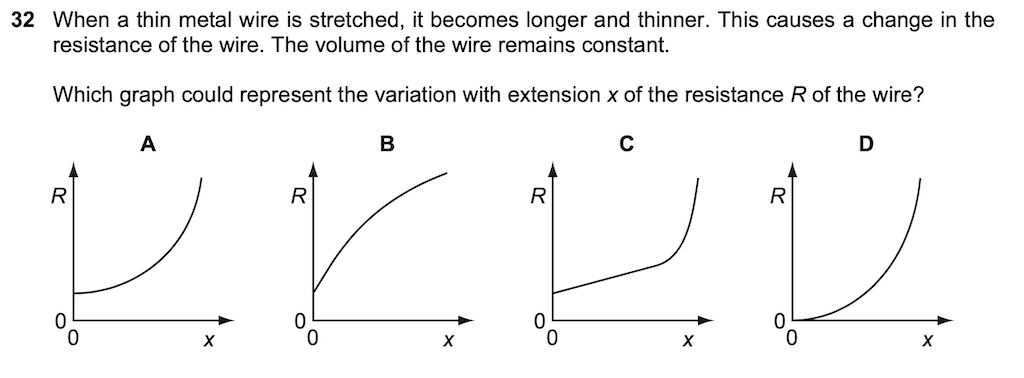 32 When a thin metal wire is stretched, it becomes longer and thinner. This causes a change in the
resistance of the wire. The volume of the wire remains constant.
Which graph could represent the variation with extension x of the resistance R of the wire?
A B C D
R R R R
0 0 0 0
0 x 0 x 0 x 0 x